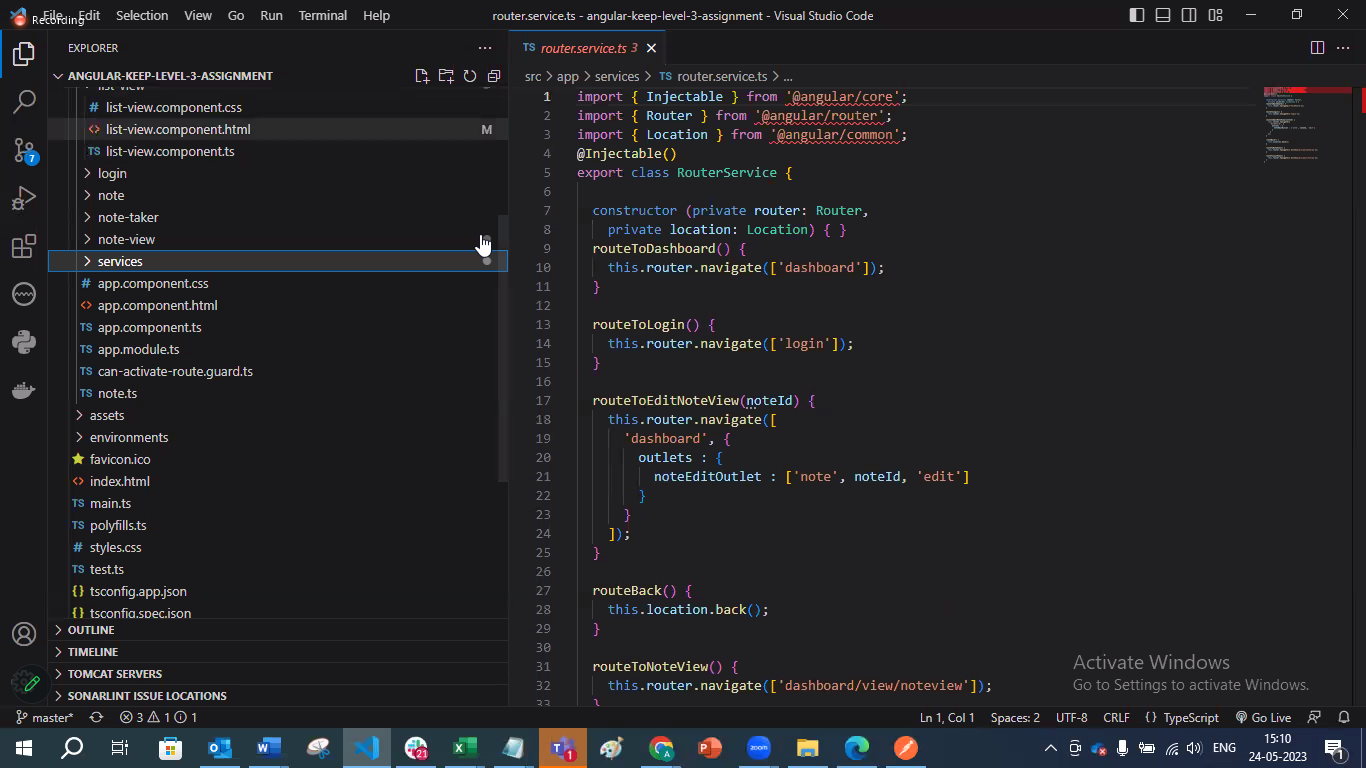 Recording
File Edit Selection View Go Run Terminal Help
router.service.ts - angular-keep-level-3-assignment - Visual Studio Code
EXPLORER
ANGULAR-KEEP-LEVEL-3-ASSIGNMENT
list-view
list-view.component.css
list-view.component.html M
list-view.component.ts
login
note
note-taker
note-view
services
app.component.css
app.component.html
app.component.ts
app.module.ts
can-activate-route.guard.ts
note.ts
assets
environments
favicon.ico
index.html
main.ts
polyfills.ts
styles.css
test.ts
tsconfig.app.json
tsconfig.spec.json
OUTLINE
TIMELINE
TOMCAT SERVERS
SONARLINT ISSUE LOCATIONS
TS router.service.ts 3
src > app > services > TS router.service.ts > ...
1 import { Injectable } from '@angular/core';
2 import { Router } from '@angular/router';
3 import { Location } from '@angular/common';
4 @Injectable()
5 export class RouterService {
6
7 constructor (private router: Router,
8 private location: Location) { }
9 routeToDashboard() {
10 this.router.navigate(['dashboard']);
11 }
12
13 routeToLogin() {
14 this.router.navigate(['login']);
15 }
16
17 routeToEditNoteView(noteId) {
18 this.router.navigate([
19 'dashboard', {
20 outlets : {
21 noteEditOutlet : ['note', noteId, 'edit']
22 }
23 }
24 ]);
25 }
26
27 routeBack() {
28 this.location.back();
29 }
30
31 routeToNoteView() {
32 this.router.navigate(['dashboard/view/noteview']);
33 }
Activate Windows
Go to Settings to activate Windows.
master* 3 1 1
Ln 1, Col 1 Spaces: 2 UTF-8 CRLF {} TypeScript Go Live
ENG
15:10
24-05-2023